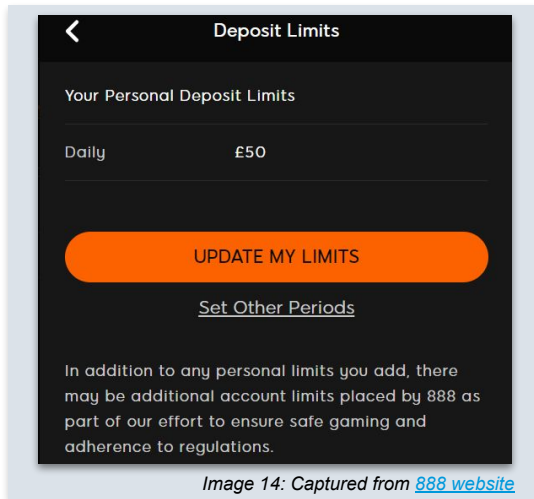 Deposit Limits
Your Personal Deposit Limits
Daily £50
UPDATE MY LIMITS
Set Other Periods
In addition to any personal limits you add, there
may be additional account limits placed by 888 as
part of our effort to ensure safe gaming and
adherence to regulations.
Image 14: Captured from 888 website